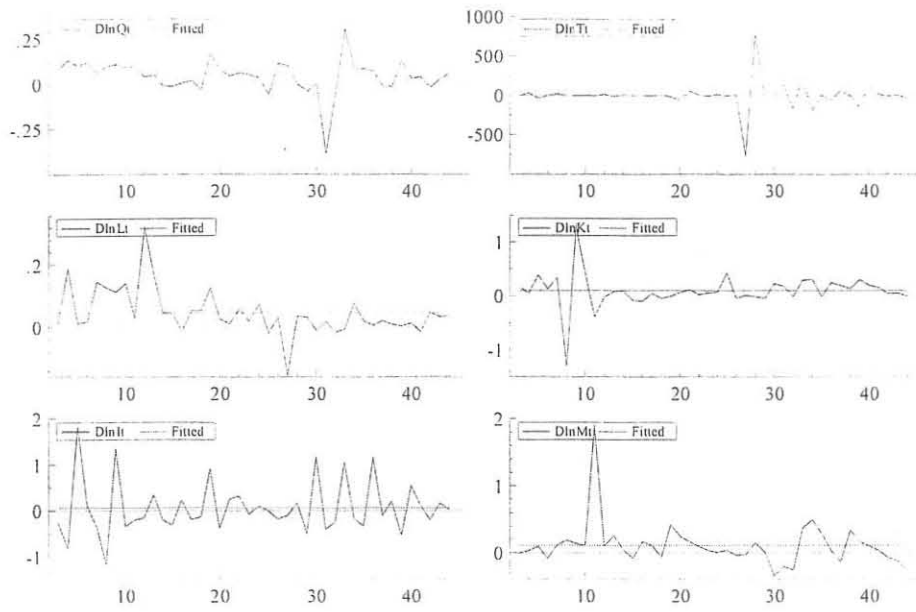 DlnQt Fitted
.25
0
-.25
10 20 30 40
1000
DlnTt Fitted
500
0
-500
10 20 30 40
DlnLt Fitted
.2
0
10 20 30 40
DlnKt Fitted
1
0
-1
10 20 30 40
2
DlnIt Fitted
1
0
-1
10 20 30 40
2
DlnMt Fitted
1
0
10 20 30 40